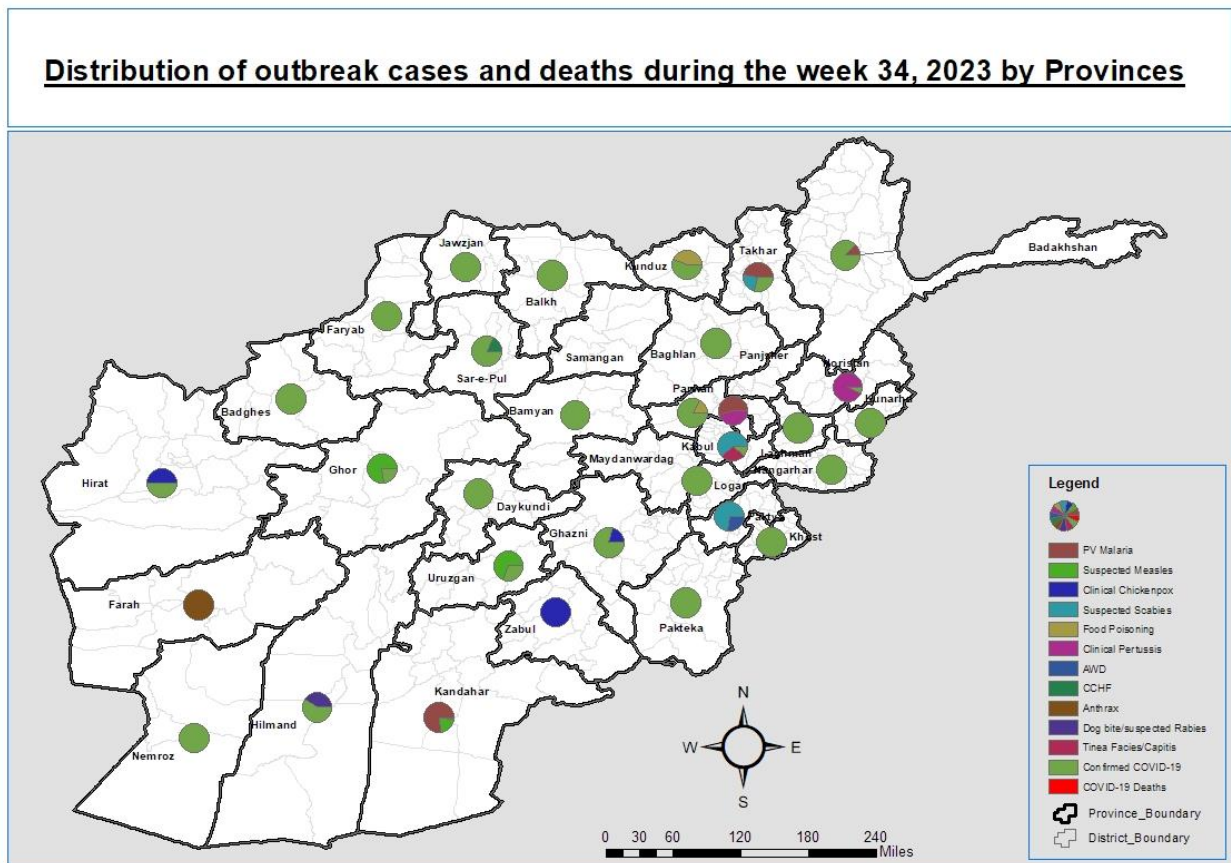 Distribution of outbreak cases and deaths during the week 34, 2023 by Provinces
Badakhshan
Jawzjan
Takhar
Kunduz
Balkh
Faryab
Samangan
Baghlan
Panjsher
Sar-e-Pul
Noristan
Kunarha
Badghes
Bamyan
Parwan
Kabul
Laghman
Maydanwardag
Nangarhar
Hirat
Ghor
Logar
Daykundi
Paktya
Ghazni
Khost
Uruzgan
Farah
Zabul
Pakteka
Kandahar
Hilmand
Nemroz
N
W
E
S
0 30 60 120 180 240
Miles
Legend
PV Malaria
Suspected Measles
Clinical Chickenpox
Suspected Scabies
Food Poisoning
Clinical Pertussis
AWD
CCHF
Anthrax
Dog bite/suspected Rabies
Tinea Facies/Capitis
Confirmed COVID-19
COVID-19 Deaths
Province_Boundary
District_Boundary